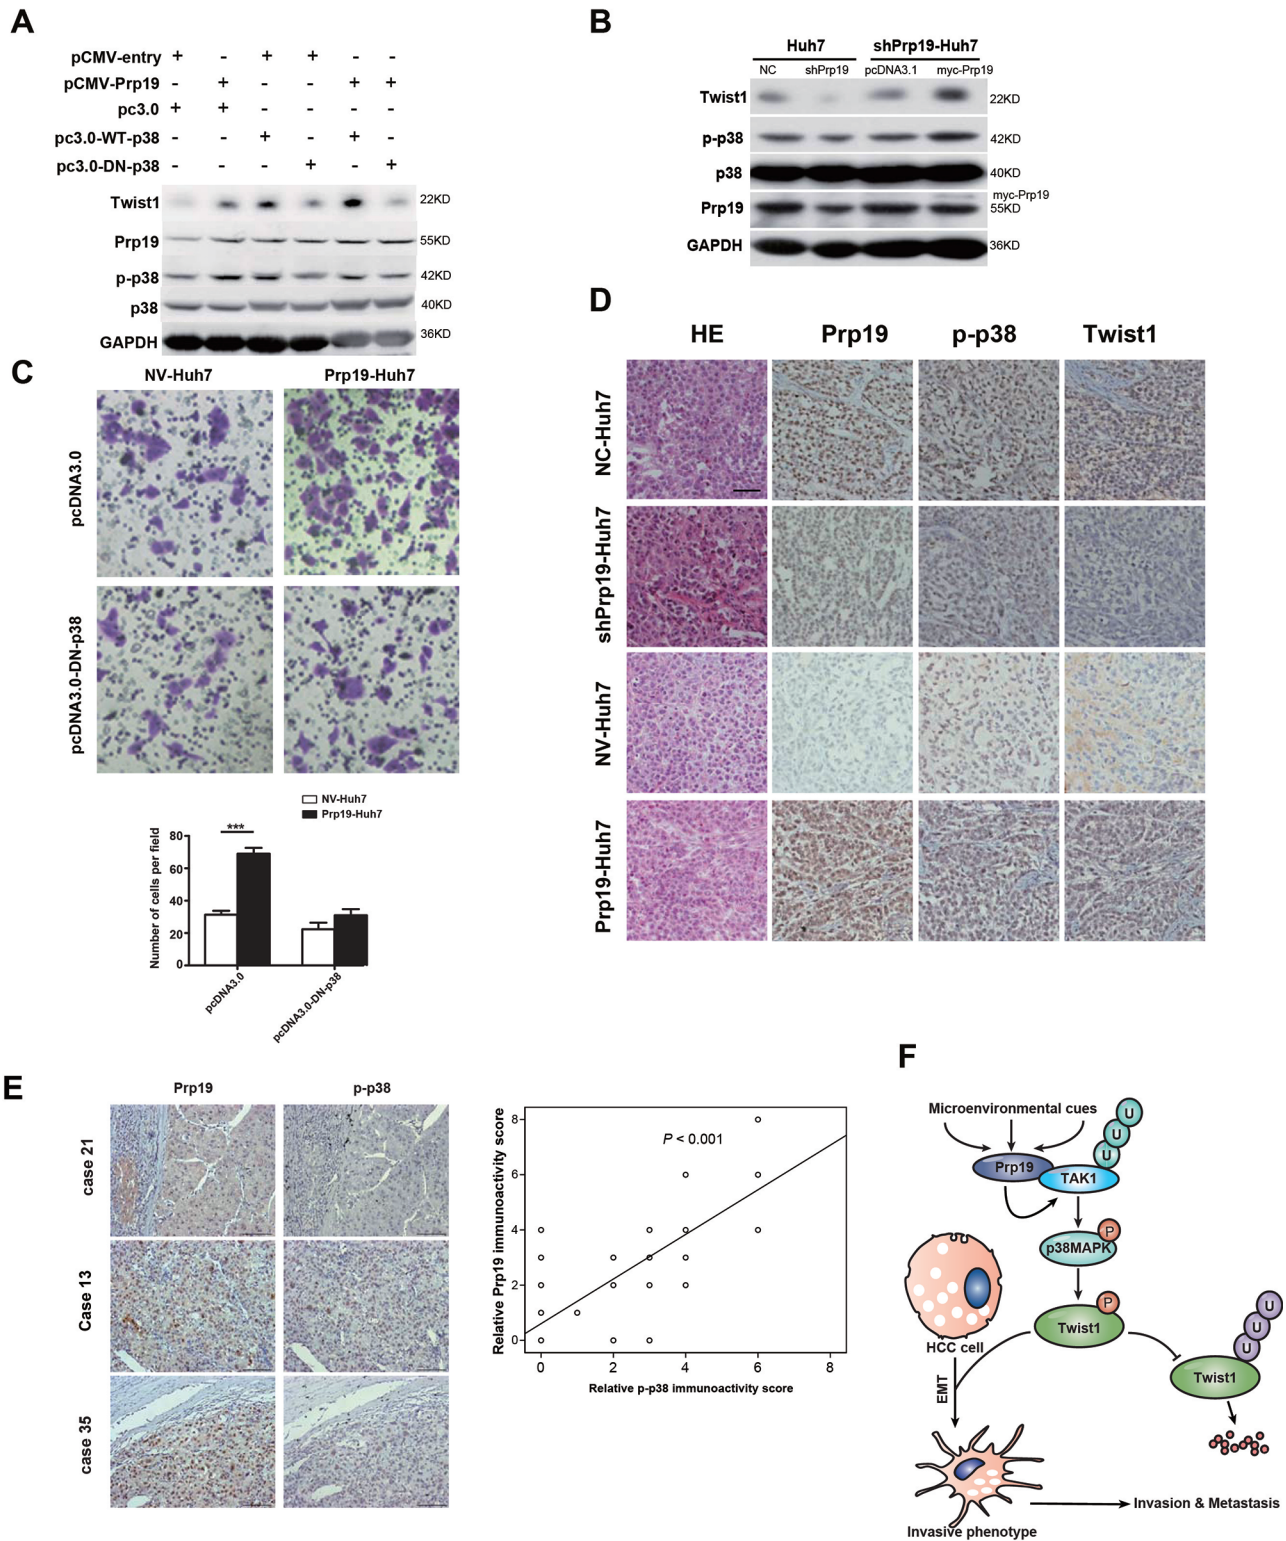 A
pCMV-entry + - + + - -
pCMV-Prp19 - + - - + +
pc3.0 + + - - - -
pc3.0-WT-p38 - - + - + -
pc3.0-DN-p38 - - - + - +
Twist1 22KD
Prp19 55KD
p-p38 42KD
p38 40KD
GAPDH 36KD
B
Huh7 shPrp19-Huh7
NC shPrp19 pcDNA3.1 myc-Prp19
Twist1 22KD
p-p38 42KD
p38 40KD
myc-Prp19
Prp19 55KD
GAPDH 36KD
C
NV-Huh7 Prp19-Huh7
pcDNA3.0
pcDNA3.0-DN-p38
NV-Huh7
Prp19-Huh7
Number of cells per field
80
60
40
20
0
***
pcDNA3.0
pcDNA3.0-DN-p38
D
HE Prp19 p-p38 Twist1
NC-Huh7
shPrp19-Huh7
NV-Huh7
Prp19-Huh7
E
Prp19 p-p38
case 21
Case 13
case 35
Relative Prp19 immunoactivity score
8
6
4
2
0
P < 0.001
0 2 4 6 8
Relative p-p38 immunoactivity score
F
Microenvironmental cues
U
U
U
Prp19
TAK1
P
p38MAPK
P
Twist1
HCC cell
EMT
U
U
U
Twist1
Invasive phenotype
Invasion & Metastasis